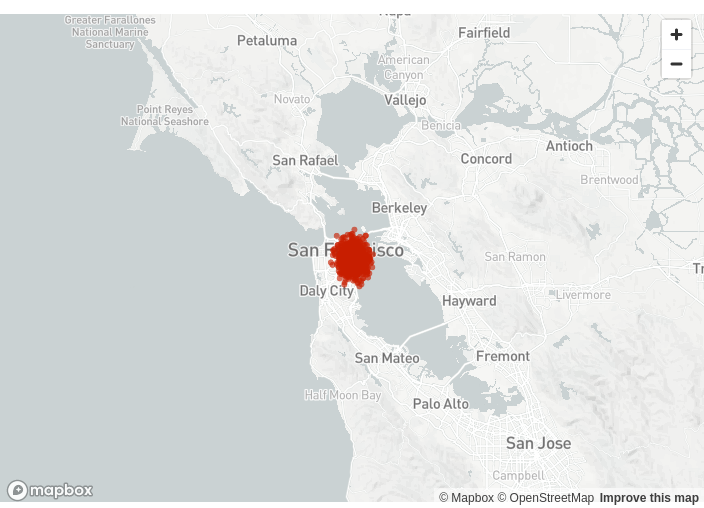 Napa
Greater Farallones
National Marine
Sanctuary
Petaluma
Fairfield
American
Canyon
Novato
Vallejo
Point Reyes
National Seashore
Benicia
Antioch
San Rafael
Concord
Brentwood
Berkeley
San Francisco
San Ramon
Tr
Daly City
Hayward
Livermore
San Mateo
Fremont
Half Moon Bay
Palo Alto
San Jose
Campbell
mapbox
© Mapbox © OpenStreetMap Improve this map